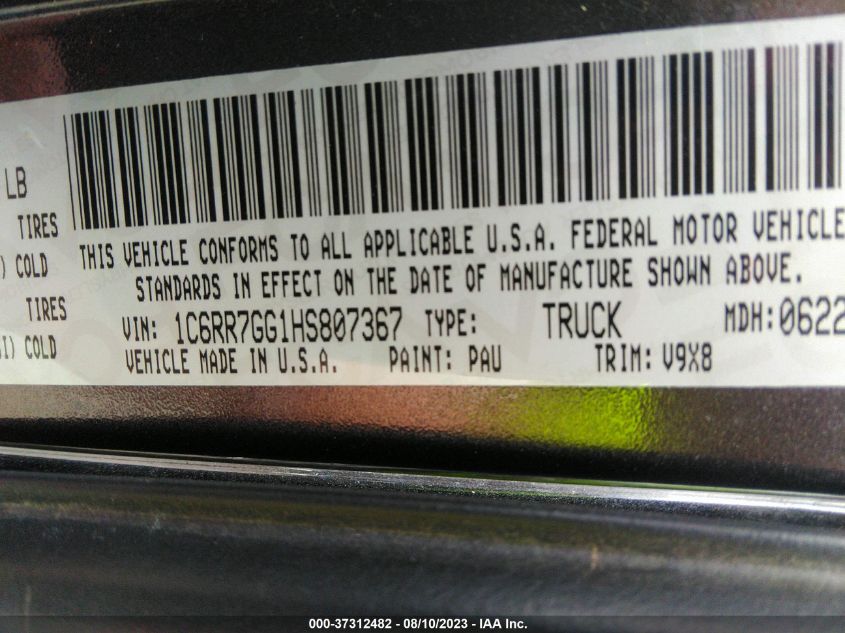 LB
TIRES
) COLD
TIRES
SI) COLD
THIS VEHICLE CONFORMS TO ALL APPLICABLE U.S.A. FEDERAL MOTOR VEHICLE
STANDARDS IN EFFECT ON THE DATE OF MANUFACTURE SHOWN ABOVE.
VIN: 1C6RR7GG1HS807367 TYPE: TRUCK MDH:0622
VEHICLE MADE IN U.S.A. PAINT: PAU TRIM: V9X8
000-37312482 - 08/10/2023 - IAA Inc.